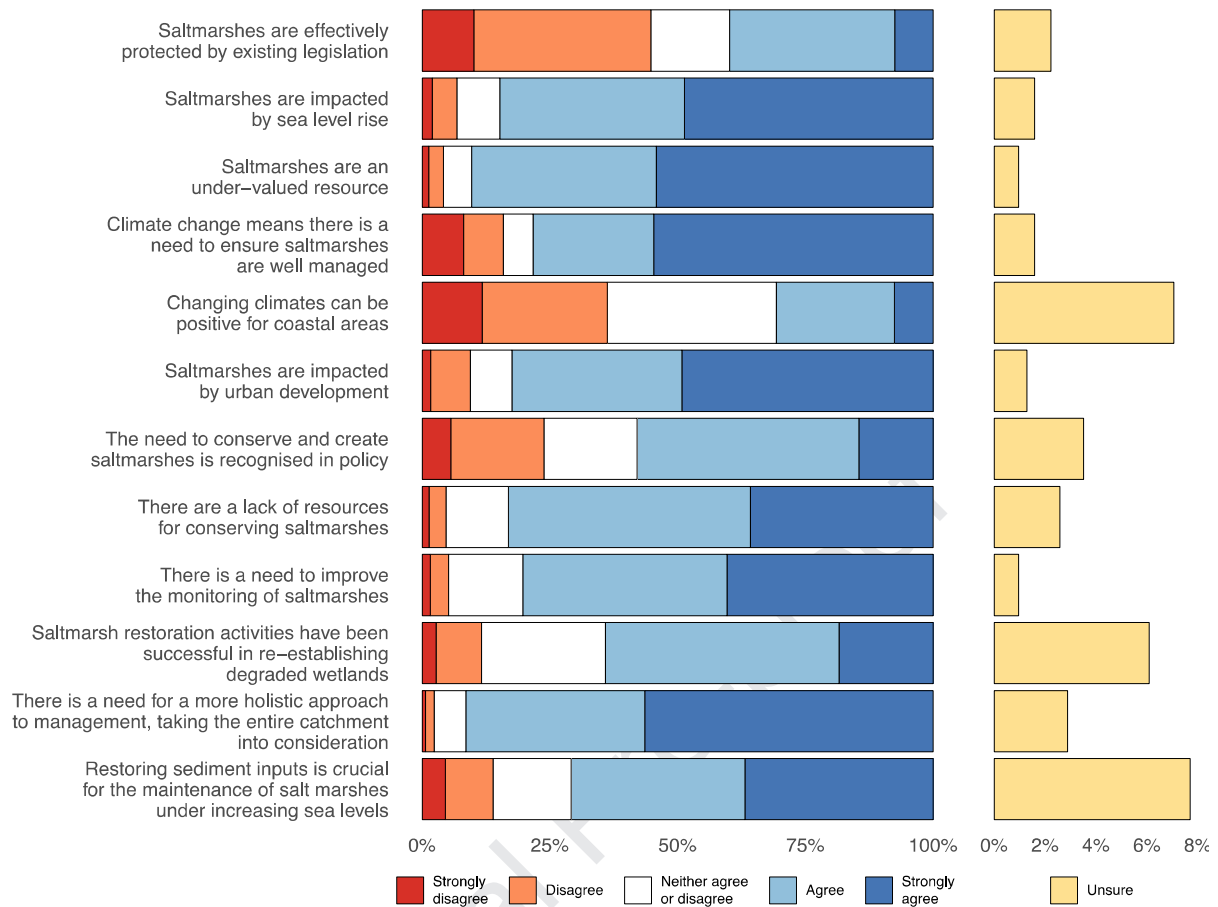 Saltmarshes are effectively
protected by existing legislation
Saltmarshes are impacted
by sea level rise
Saltmarshes are an
under−valued resource
Climate change means there is a
need to ensure saltmarshes
are well managed
Changing climates can be
positive for coastal areas
Saltmarshes are impacted
by urban development
The need to conserve and create
saltmarshes is recognised in policy
There are a lack of resources
for conserving saltmarshes
There is a need to improve
the monitoring of saltmarshes
Saltmarsh restoration activities have been
successful in re−establishing
degraded wetlands
There is a need for a more holistic approach
to management, taking the entire catchment
into consideration
Restoring sediment inputs is crucial
for the maintenance of salt marshes
under increasing sea levels
0% 25% 50% 75% 100% 0% 2% 4% 6% 8%
Strongly
disagree
Disagree
Neither agree
or disagree
Agree
Strongly
agree
Unsure